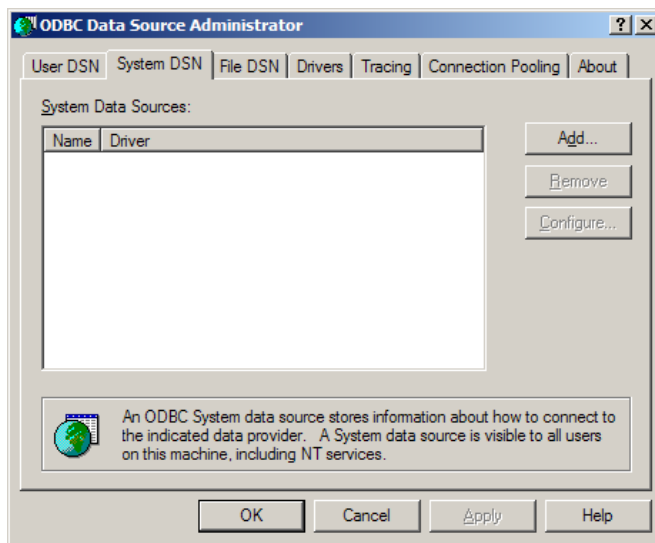 ODBC Data Source Administrator
User DSN System DSN File DSN Drivers Tracing Connection Pooling About
System Data Sources:
Name Driver
Add...
Remove
Configure...
An ODBC System data source stores information about how to connect to
the indicated data provider. A System data source is visible to all users
on this machine, including NT services.
OK Cancel Apply Help